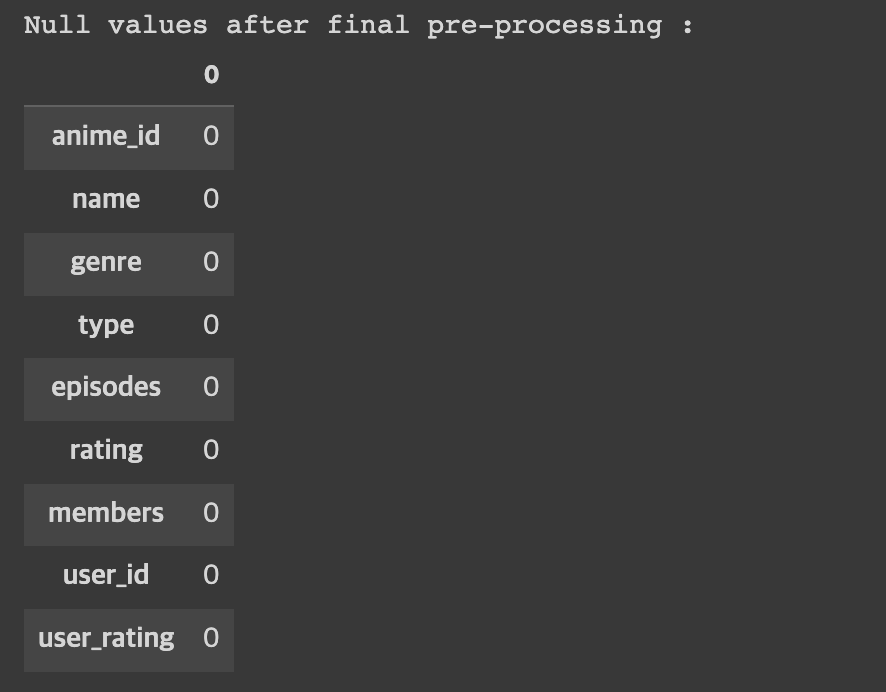 Null values after final pre-processing :
0
anime_id 0
name 0
genre 0
type 0
episodes 0
rating 0
members 0
user_id 0
user_rating 0